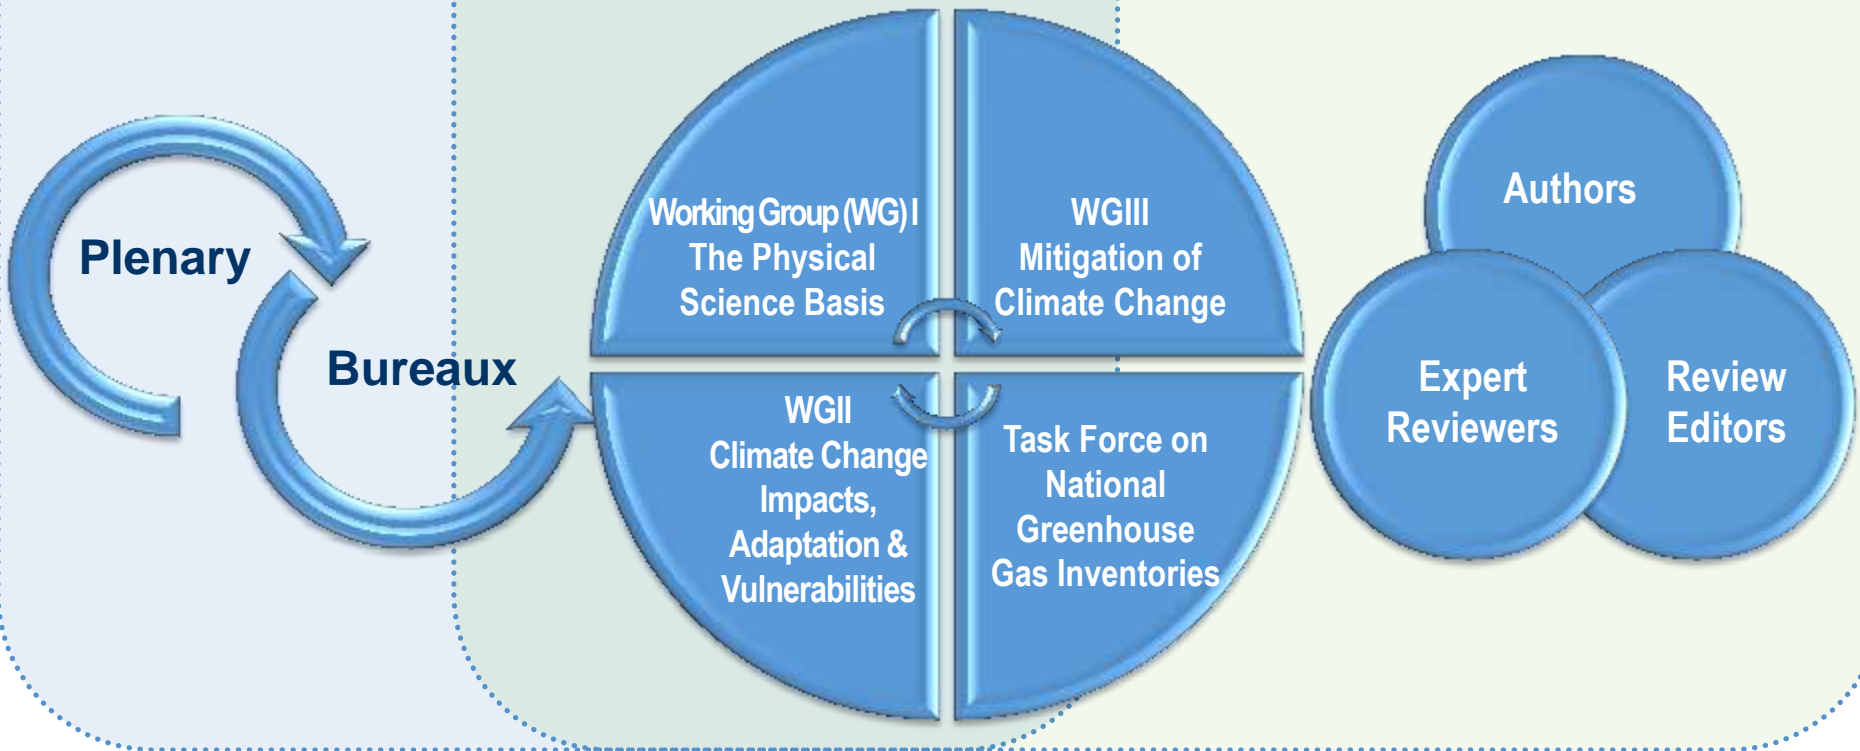 Plenary
Bureaux
Working Group (WG) I
The Physical
Science Basis
WGIII
Mitigation of
Climate Change
WGII
Climate Change
Impacts,
Adaptation &
Vulnerabilities
Task Force on
National
Greenhouse
Gas Inventories
Authors
Expert
Reviewers
Review
Editors